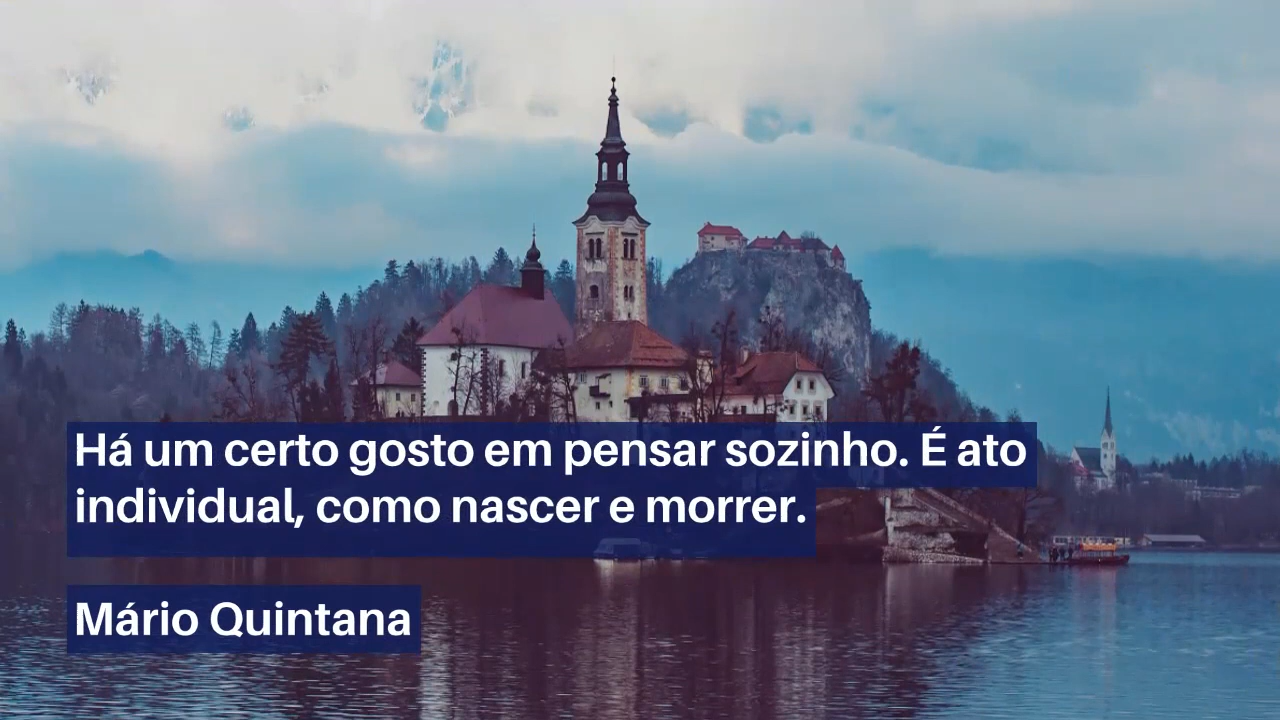 Há um certo gosto em pensar sozinho. É ato
individual, como nascer e morrer.
Mário Quintana